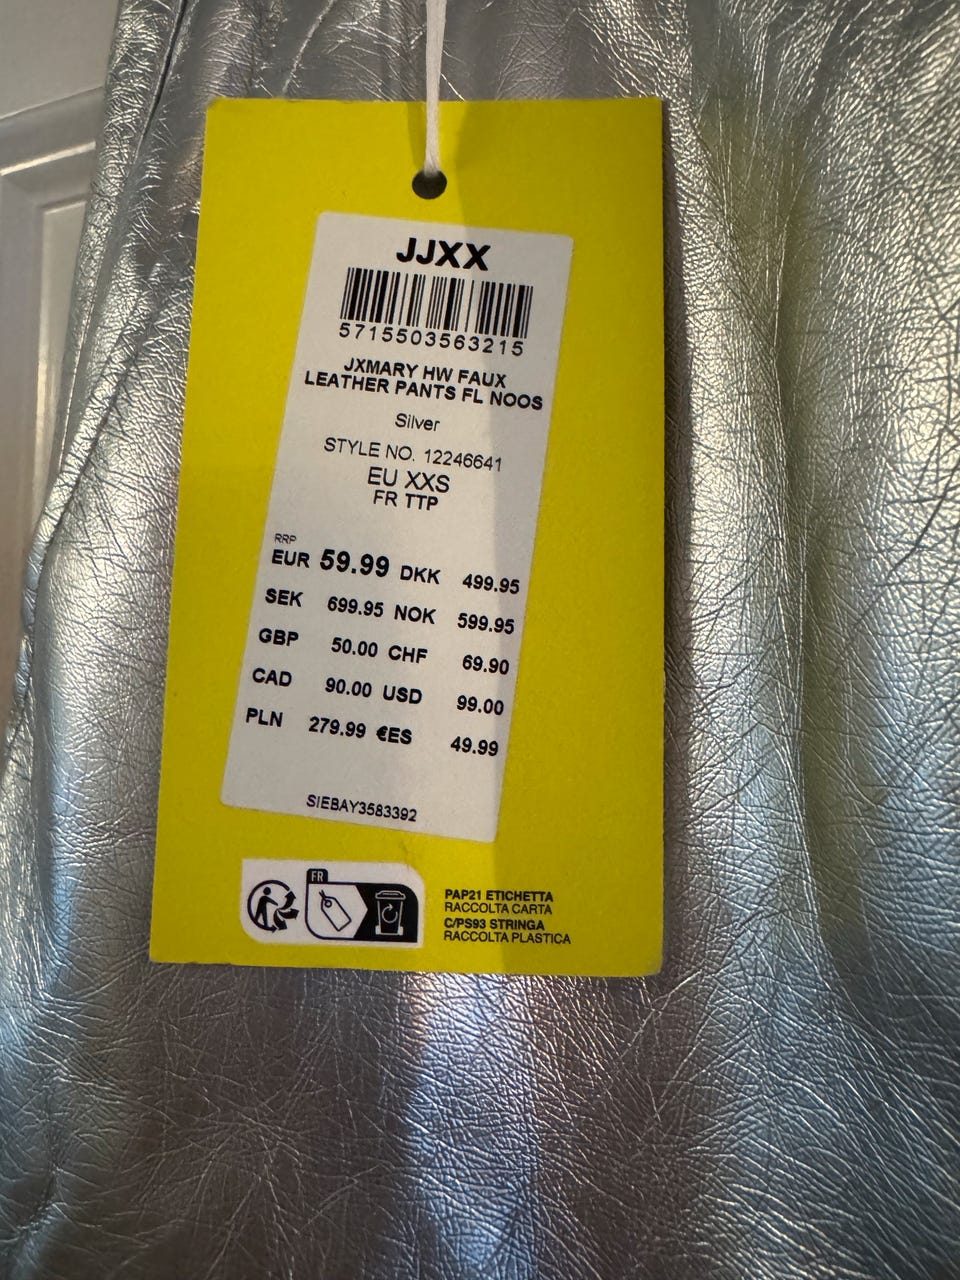 JJXX
5715503563215
JXMARY HW FAUX
LEATHER PANTS FL NOOS
Silver
STYLE NO. 12246641
EU XXS
FR TTP
RRP
EUR 59.99 DKK 499.95
SEK 699.95 NOK 599.95
GBP 50.00 CHF 69.90
CAD 90.00 USD 99.00
PLN 279.99 €ES 49.99
SIEBAY3583392
FR
PAP21 ETICHETTA
RACCOLTA CARTA
C/PS93 STRINGA
RACCOLTA PLASTICA